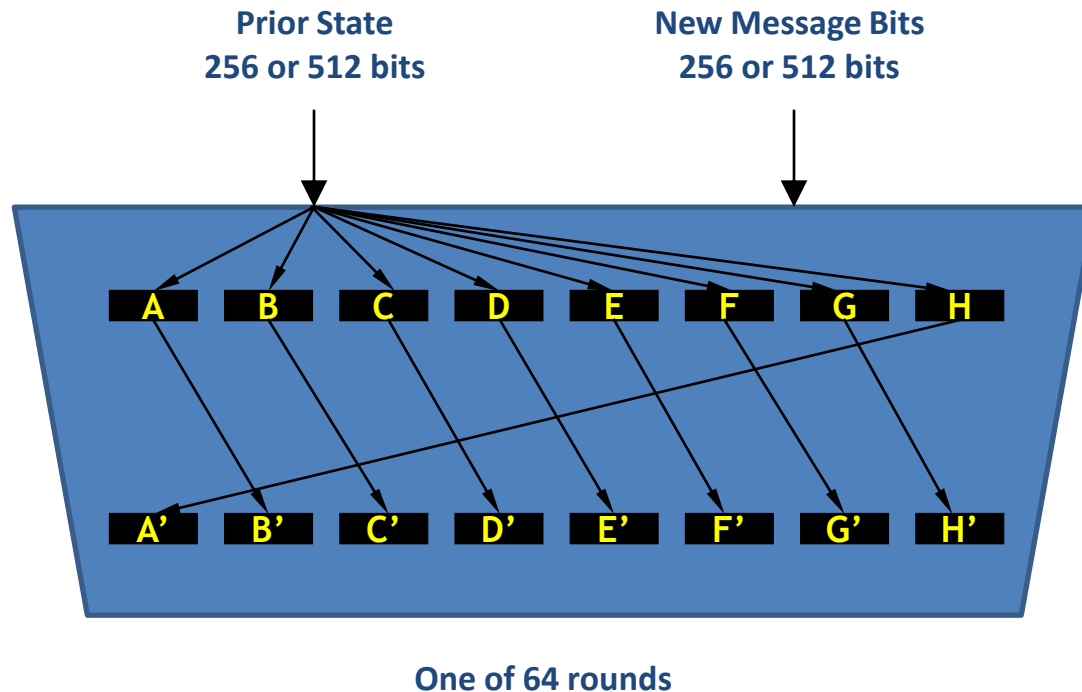 Prior State
256 or 512 bits
New Message Bits
256 or 512 bits
A B C D E F G H
A’ B’ C’ D’ E’ F’ G’ H’
One of 64 rounds